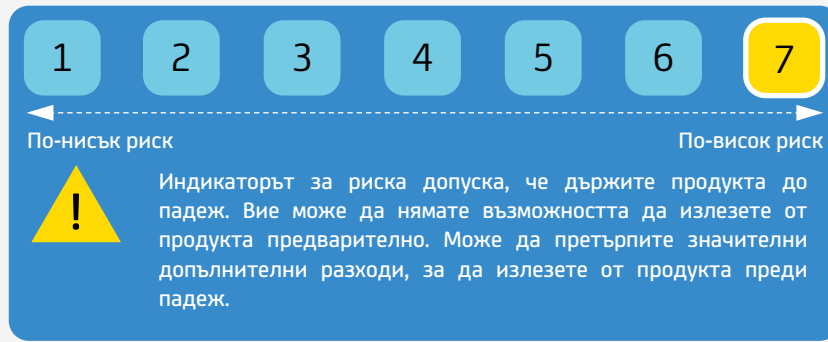 1 2 3 4 5 6 7
По-нисък риск По-висок риск
! Индикаторът за риска допуска, че държите продукта до
падеж. Вие може да нямате възможността да излезете от
продукта предварително. Може да претърпите значителни
допълнителни разходи, за да излезете от продукта преди
падеж.